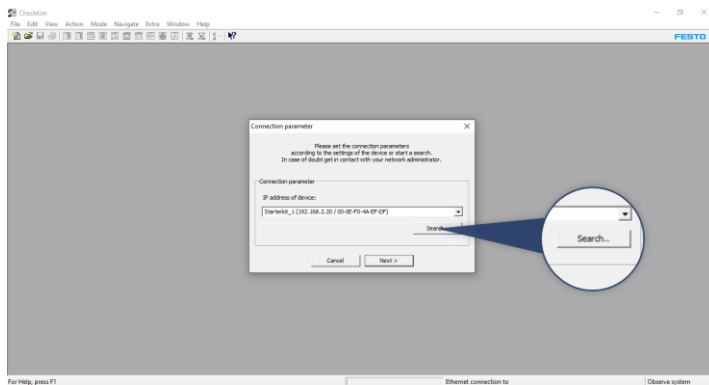 CheckKon
File Edit View Action Mode Navigate Extra Window Help
FESTO
Connection parameter
Please set the connection parameters
according to the settings of the device or start a search.
In case of doubt get in contact with your network administrator.
Connection parameter
IP address of device:
Starterkit_1 (192.168.2.20 / 00-0E-F0-4A-EF-DF)
Search..
Search..
Cancel Next >
For Help, press F1 Ethernet connection to Observe system